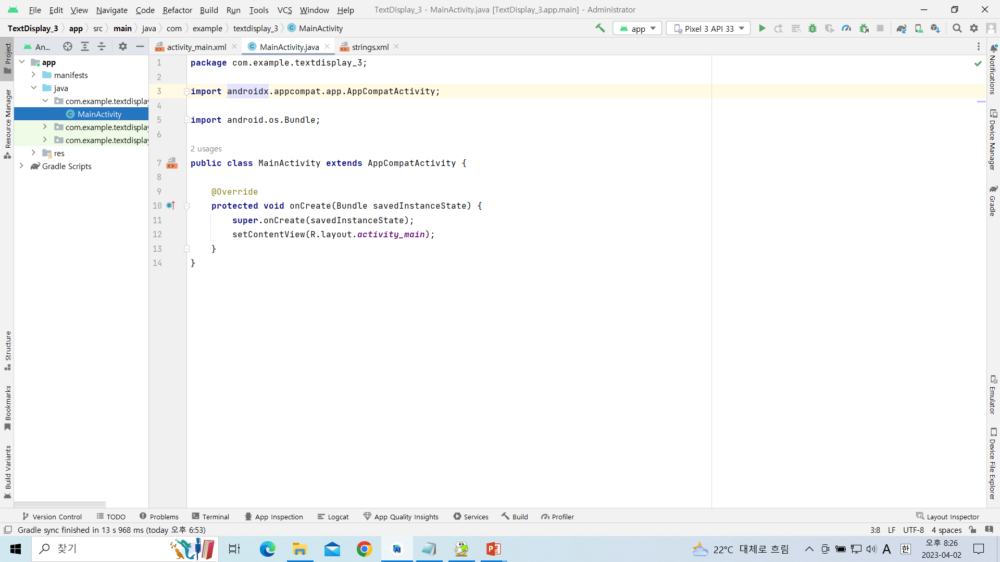 File Edit View Navigate Code Refactor Build Run Tools VCS Window Help TextDisplay_3 - MainActivity.java [TextDisplay_3.app.main] - Administrator
TextDisplay_3 app src main java com example textdisplay_3 MainActivity app Pixel 3 API 33
An... activity_main.xml MainActivity.java strings.xml
Project
Resource Manager
Structure
Bookmarks
Build Variants
app
manifests
java
com.example.textdisplay
MainActivity
com.example.textdisplay
com.example.textdisplay
res
Gradle Scripts
1 package com.example.textdisplay_3;
2
3 import androidx.appcompat.app.AppCompatActivity;
4
5 import android.os.Bundle;
6
2 usages
7 public class MainActivity extends AppCompatActivity {
8
9 @Override
10 protected void onCreate(Bundle savedInstanceState) {
11 super.onCreate(savedInstanceState);
12 setContentView(R.layout.activity_main);
13 }
14 }
Notifications
Device Manager
Gradle
Emulator
Device File Explorer
Version Control TODO Problems Terminal App Inspection Logcat App Quality Insights Services Build Profiler Layout Inspector
Gradle sync finished in 13 s 968 ms (today 오후 6:53) 3:8 LF UTF-8 4 spaces
찾기 22°C 대체로 흐림 A 한 오후 8:26
2023-04-02